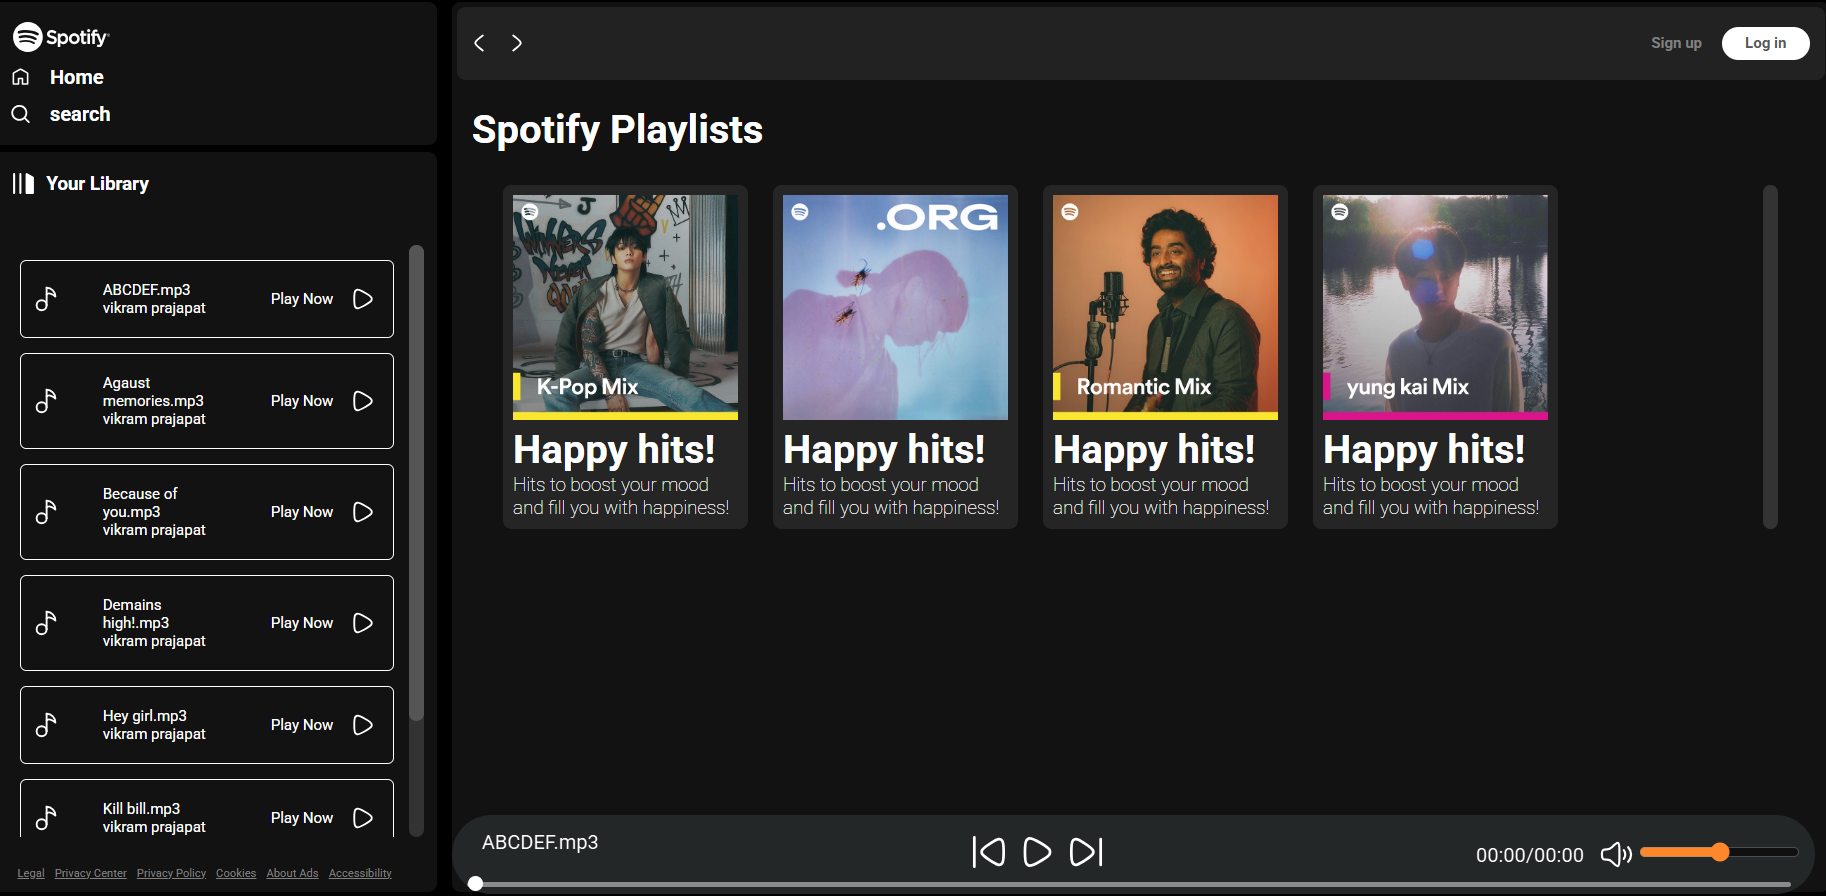 Spotify
Home
search
Your Library
ABCDEF.mp3
vikram prajapat
Play Now
Agaust
memories.mp3
vikram prajapat
Play Now
Because of
you.mp3
vikram prajapat
Play Now
Demains
high!.mp3
vikram prajapat
Play Now
Hey girl.mp3
vikram prajapat
Play Now
Kill bill.mp3
vikram prajapat
Play Now
Legal Privacy Center Privacy Policy Cookies About Ads Accessibility
Sign up
Log in
Spotify Playlists
K-Pop Mix
Happy hits!
Hits to boost your mood
and fill you with happiness!
.ORG
Happy hits!
Hits to boost your mood
and fill you with happiness!
Romantic Mix
Happy hits!
Hits to boost your mood
and fill you with happiness!
yung kai Mix
Happy hits!
Hits to boost your mood
and fill you with happiness!
ABCDEF.mp3
00:00/00:00